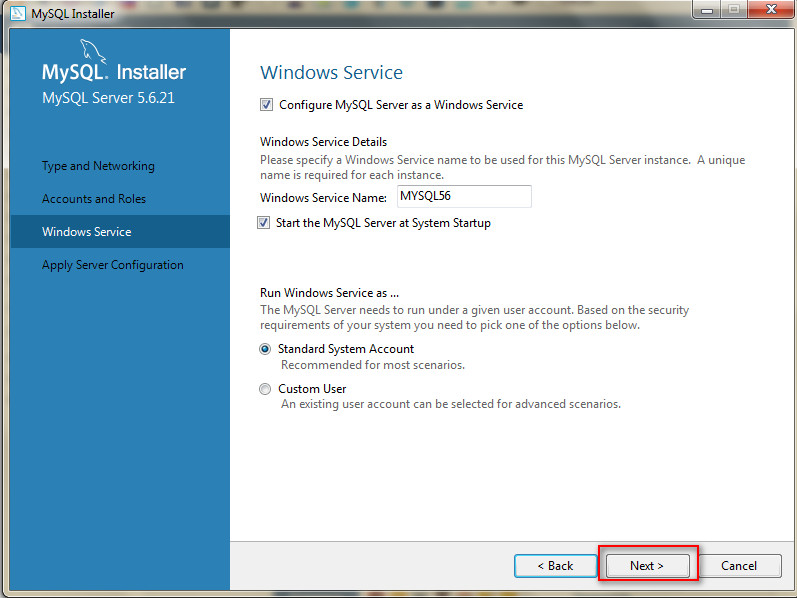 MySQL Installer
MySQL. Installer
MySQL Server 5.6.21
Type and Networking
Accounts and Roles
Windows Service
Apply Server Configuration
Windows Service
Configure MySQL Server as a Windows Service
Windows Service Details
Please specify a Windows Service name to be used for this MySQL Server instance. A unique
name is required for each instance.
Windows Service Name: MYSQL56
Start the MySQL Server at System Startup
Run Windows Service as ...
The MySQL Server needs to run under a given user account. Based on the security
requirements of your system you need to pick one of the options below.
Standard System Account
Recommended for most scenarios.
Custom User
An existing user account can be selected for advanced scenarios.
< Back Next > Cancel